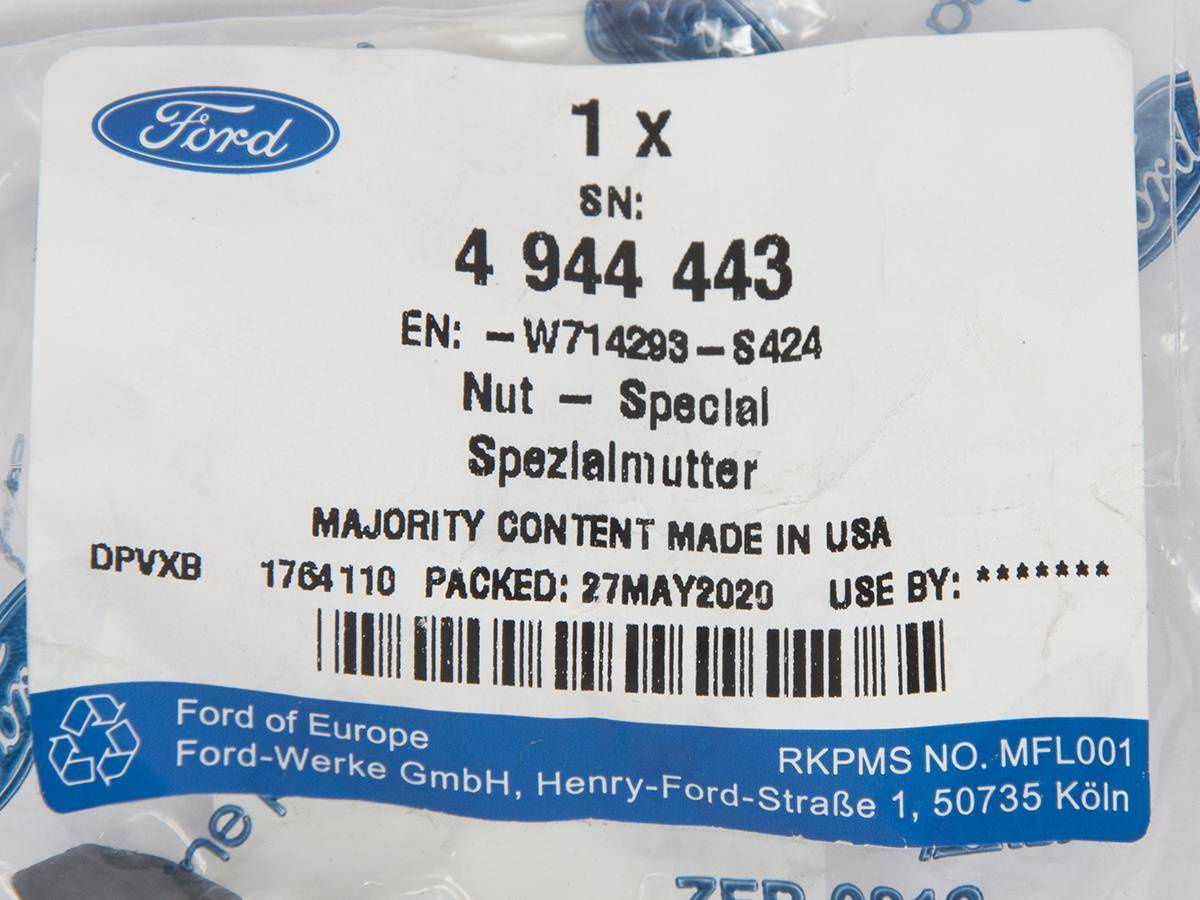 Ford
1 x
SN:
4 944 443
EN: -W714293-S424
Nut - Special
Spezialmutter
MAJORITY CONTENT MADE IN USA
DPVXB 1764110 PACKED: 27MAY2020 USE BY: *******
Ford of Europe
RKPMS NO. MFL001
Ford-Werke GmbH, Henry-Ford-Straße 1, 50735 Köln
Ford